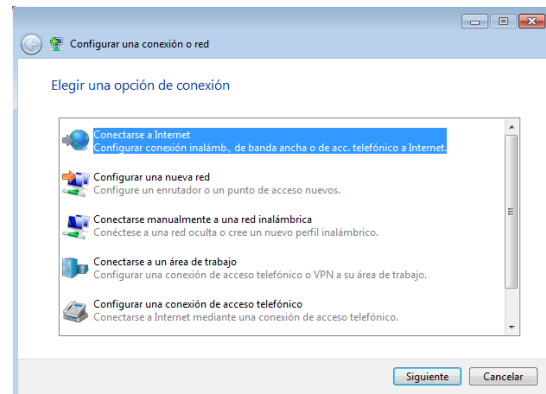 Configurar una conexión o red
Elegir una opción de conexión
Conectarse a Internet
Configurar conexión inalámb., de banda ancha o de acc. telefónico a Internet.
Configurar una nueva red
Configure un enrutador o un punto de acceso nuevos.
Conectarse manualmente a una red inalámbrica
Conéctese a una red oculta o cree un nuevo perfil inalámbrico.
Conectarse a un área de trabajo
Configurar una conexión de acceso telefónico o VPN a su área de trabajo.
Configurar una conexión de acceso telefónico
Conectarse a Internet mediante una conexión de acceso telefónico.
Siguiente Cancelar